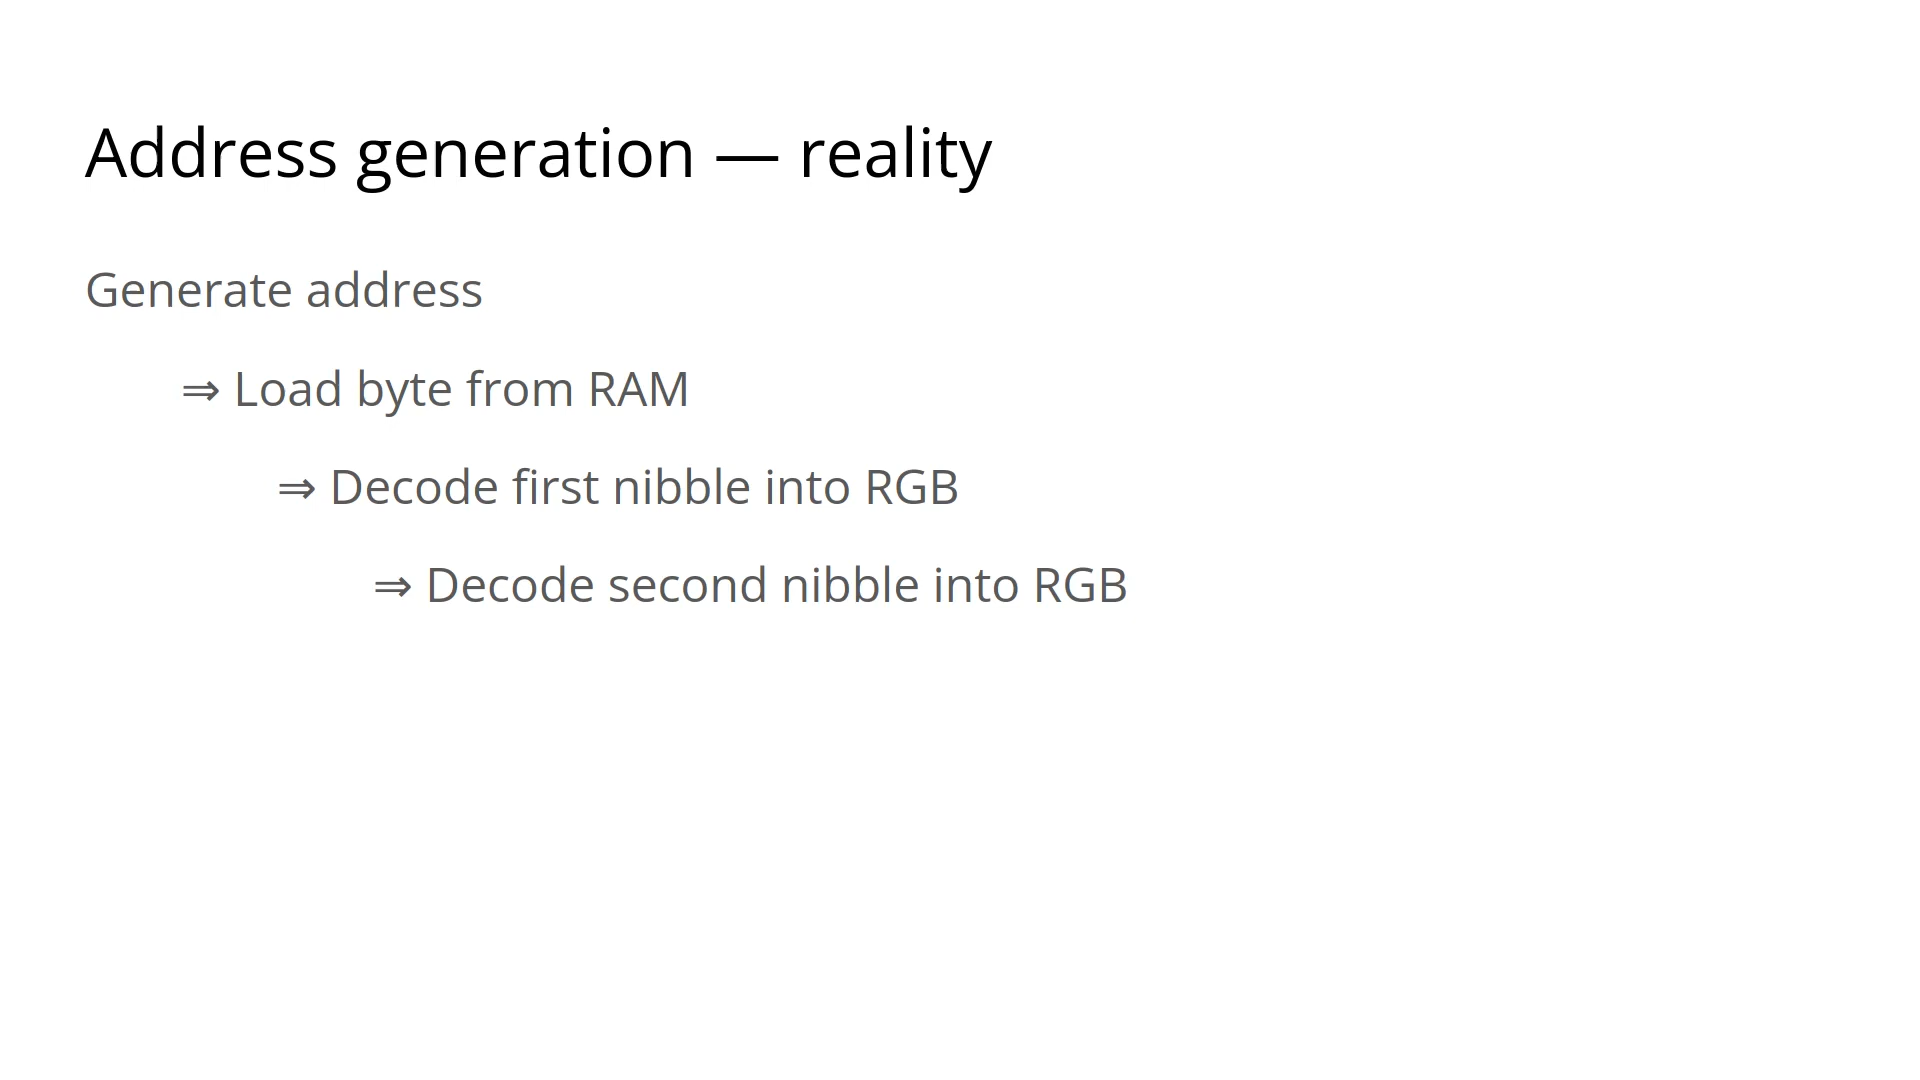 Address generation — reality
Generate address
⇒ Load byte from RAM
⇒ Decode first nibble into RGB
⇒ Decode second nibble into RGB